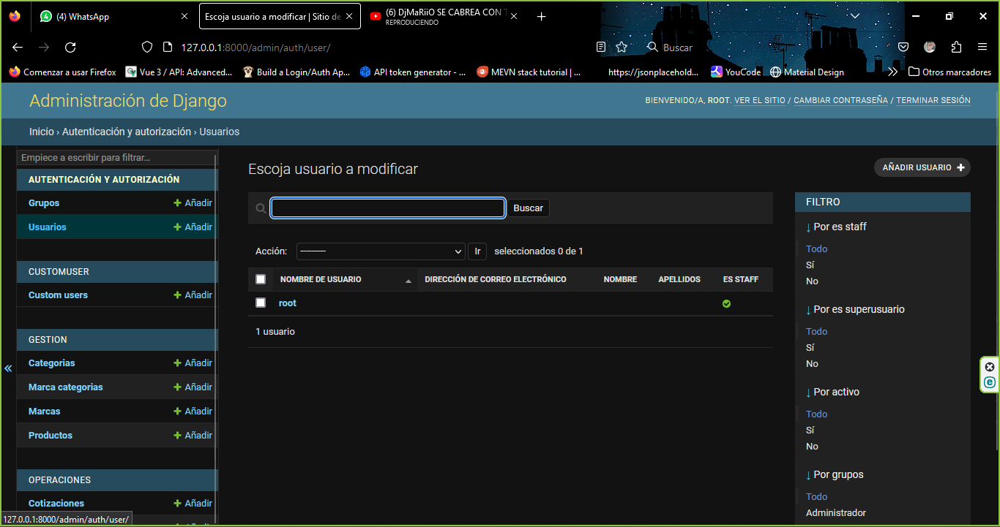 (4) WhatsApp
Escoja usuario a modificar | Sitio de
(6) DjMaRiiO SE CABREA CON T
REPRODUCIENDO
127.0.0.1:8000/admin/auth/user/
Buscar
Comenzar a usar Firefox
Vue 3 / API: Advanced...
Build a Login/Auth Ap...
API token generator - ...
MEVN stack tutorial | ...
https://jsonplacehold...
YouCode
Material Design
Otros marcadores
Administración de Django
BIENVENIDO/A, ROOT. VER EL SITIO / CAMBIAR CONTRASEÑA / TERMINAR SESIÓN
Inicio › Autenticación y autorización › Usuarios
Empiece a escribir para filtrar...
AUTENTICACIÓN Y AUTORIZACIÓN
Grupos + Añadir
Usuarios + Añadir
CUSTOMUSER
Custom users + Añadir
GESTION
Categorias + Añadir
Marca categorias + Añadir
Marcas + Añadir
Productos + Añadir
OPERACIONES
Cotizaciones + Añadir
127.0.0.1:8000/admin/auth/user/
Escoja usuario a modificar
AÑADIR USUARIO +
Buscar
Acción: --------- Ir seleccionados 0 de 1
NOMBRE DE USUARIO DIRECCIÓN DE CORREO ELECTRÓNICO NOMBRE APELLIDOS ES STAFF
root
1 usuario
FILTRO
↓ Por es staff
Todo
Sí
No
↓ Por es superusuario
Todo
Sí
No
↓ Por activo
Todo
Sí
No
↓ Por grupos
Todo
Administrador